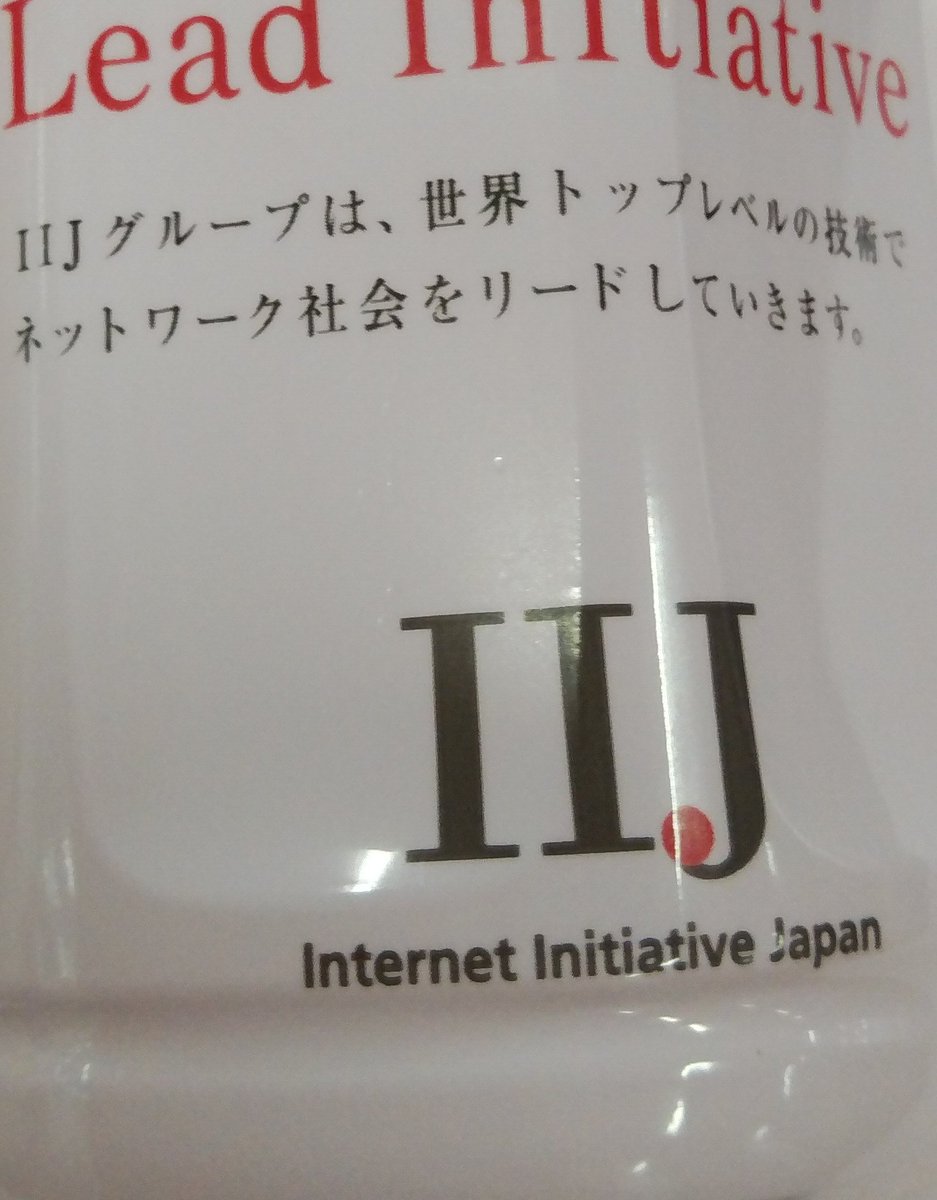 Lead Initiative
IIJグループは、世界トップレベルの技術で
ネットワーク社会をリードしていきます。
IIJ
Internet Initiative Japan